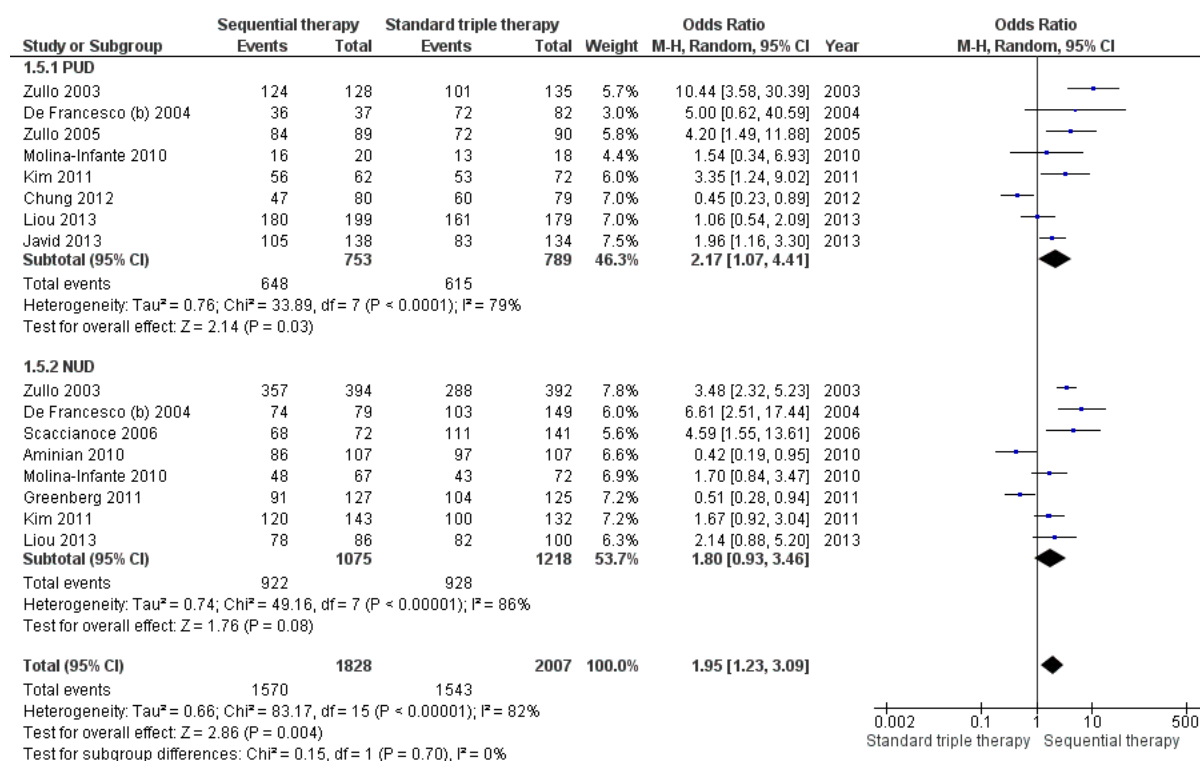 Sequential therapy Standard triple therapy Odds Ratio Odds Ratio
Study or Subgroup Events Total Events Total Weight M-H, Random, 95% CI Year M-H, Random, 95% CI
1.5.1 PUD
Zullo 2003 124 128 101 135 5.7% 10.44 [3.58, 30.39] 2003
De Francesco (b) 2004 36 37 72 82 3.0% 5.00 [0.62, 40.59] 2004
Zullo 2005 84 89 72 90 5.8% 4.20 [1.49, 11.88] 2005
Molina-Infante 2010 16 20 13 18 4.4% 1.54 [0.34, 6.93] 2010
Kim 2011 56 62 53 72 6.0% 3.35 [1.24, 9.02] 2011
Chung 2012 47 80 60 79 7.0% 0.45 [0.23, 0.89] 2012
Liou 2013 180 199 161 179 7.0% 1.06 [0.54, 2.09] 2013
Javid 2013 105 138 83 134 7.5% 1.96 [1.16, 3.30] 2013
Subtotal (95% CI) 753 789 46.3% 2.17 [1.07, 4.41]
Total events 648 615
Heterogeneity: Tau² = 0.76; Chi² = 33.89, df = 7 (P < 0.0001); I² = 79%
Test for overall effect: Z = 2.14 (P = 0.03)
1.5.2 NUD
Zullo 2003 357 394 288 392 7.8% 3.48 [2.32, 5.23] 2003
De Francesco (b) 2004 74 79 103 149 6.0% 6.61 [2.51, 17.44] 2004
Scaccianoce 2006 68 72 111 141 5.6% 4.59 [1.55, 13.61] 2006
Aminian 2010 86 107 97 107 6.6% 0.42 [0.19, 0.95] 2010
Molina-Infante 2010 48 67 43 72 6.9% 1.70 [0.84, 3.47] 2010
Greenberg 2011 91 127 104 125 7.2% 0.51 [0.28, 0.94] 2011
Kim 2011 120 143 100 132 7.2% 1.67 [0.92, 3.04] 2011
Liou 2013 78 86 82 100 6.3% 2.14 [0.88, 5.20] 2013
Subtotal (95% CI) 1075 1218 53.7% 1.80 [0.93, 3.46]
Total events 922 928
Heterogeneity: Tau² = 0.74; Chi² = 49.16, df = 7 (P < 0.00001); I² = 86%
Test for overall effect: Z = 1.76 (P = 0.08)
Total (95% CI) 1828 2007 100.0% 1.95 [1.23, 3.09]
Total events 1570 1543
Heterogeneity: Tau² = 0.66; Chi² = 83.17, df = 15 (P < 0.00001); I² = 82%
Test for overall effect: Z = 2.86 (P = 0.004)
Test for subgroup differences: Chi² = 0.15, df = 1 (P = 0.70), I² = 0%
0.002 0.1 1 10 500
Standard triple therapy Sequential therapy